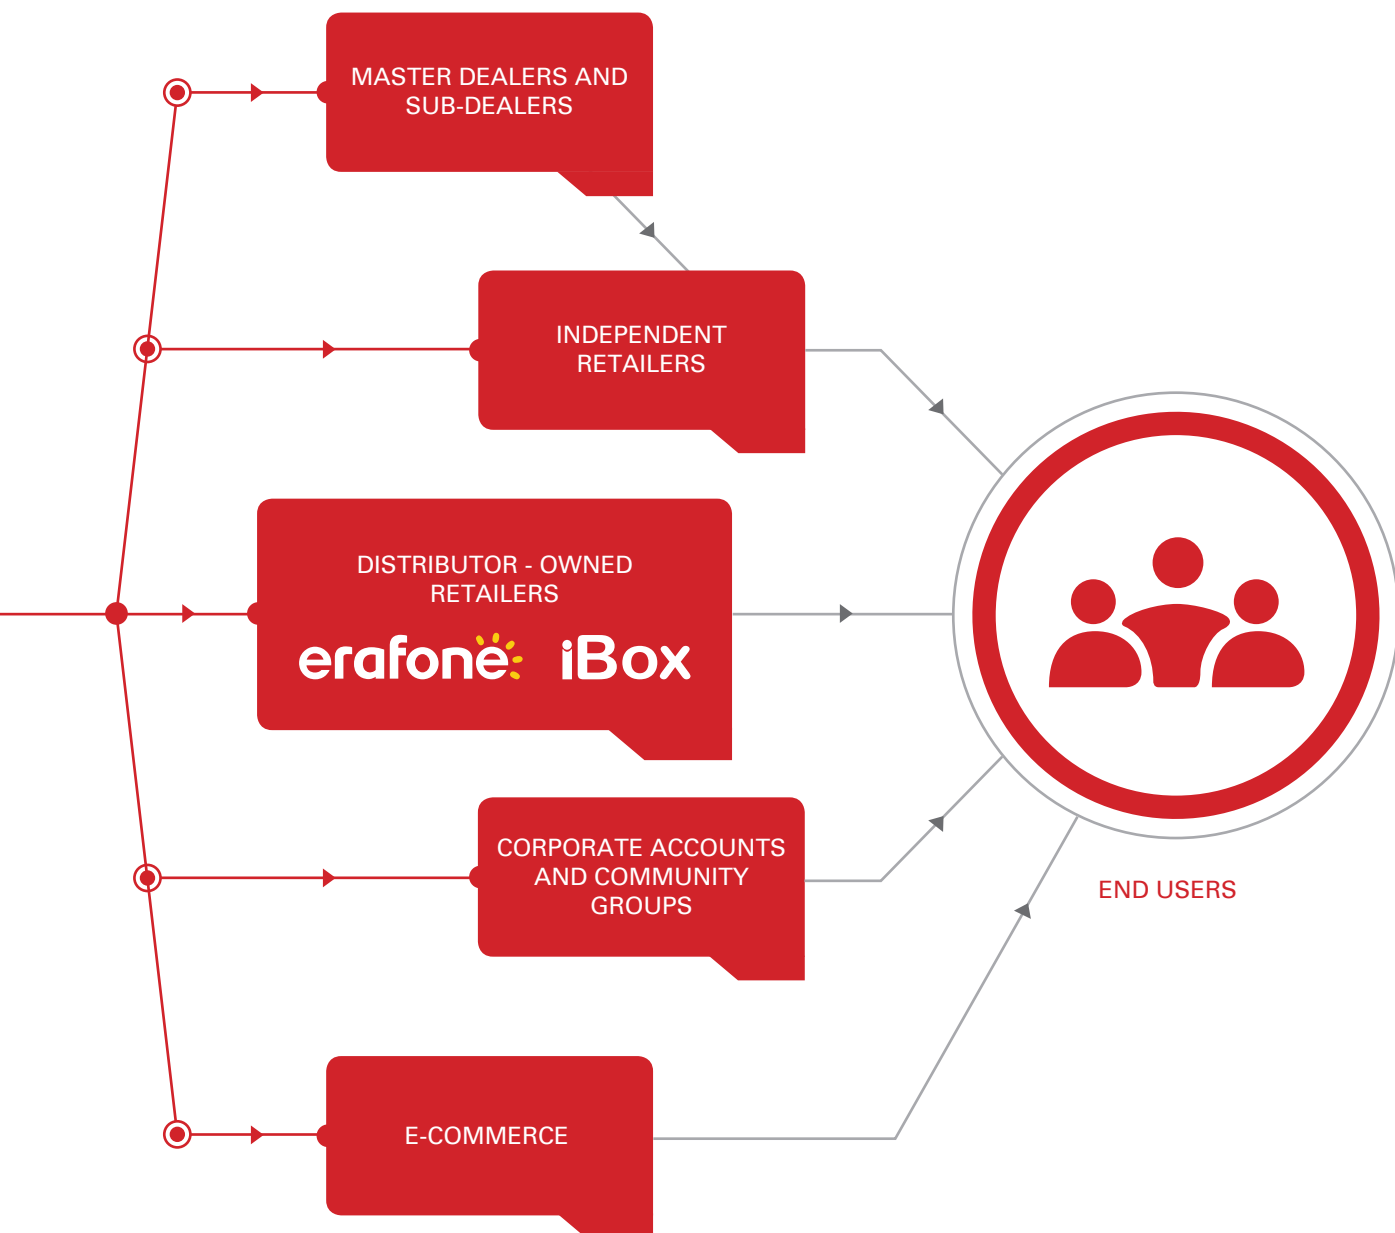 MASTER DEALERS AND
SUB-DEALERS
INDEPENDENT
RETAILERS
DISTRIBUTOR - OWNED
RETAILERS
erafone iBox
CORPORATE ACCOUNTS
AND COMMUNITY
GROUPS
END USERS
E-COMMERCE